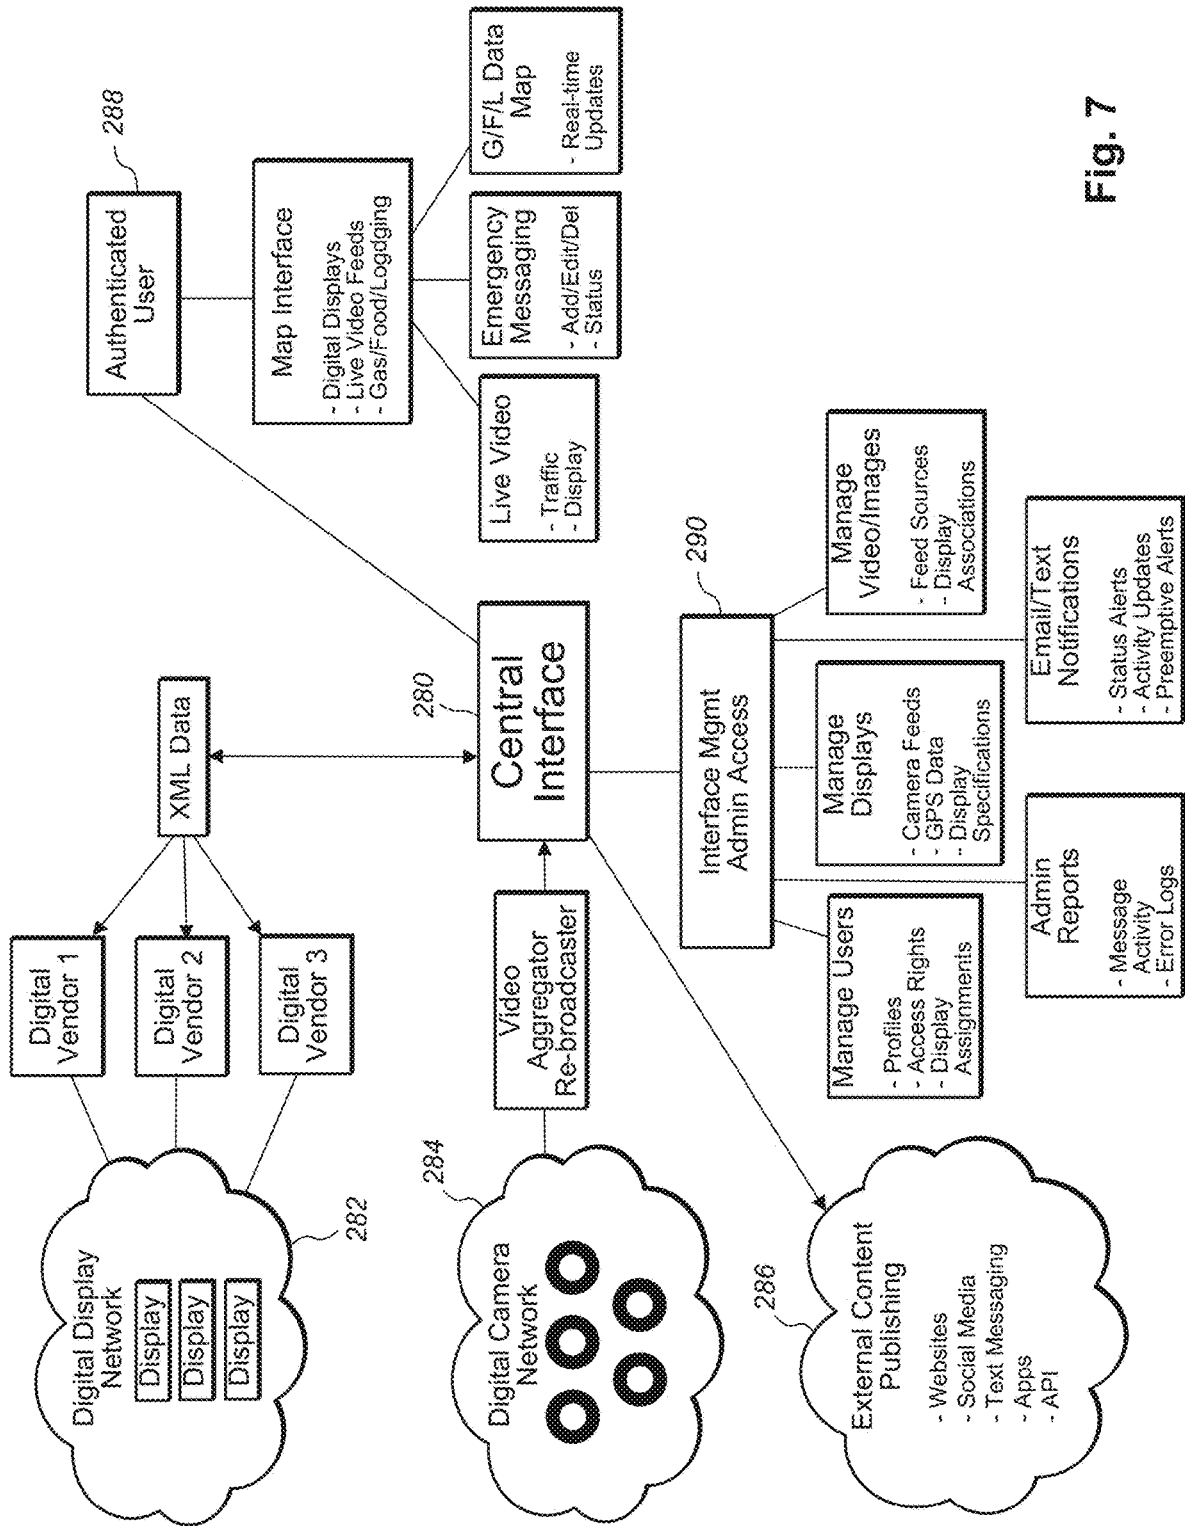 Digital Display
Network
Display
Display
Display
282
Digital
Vendor 1
Digital
Vendor 2
Digital
Vendor 3
XML Data
Authenticated
User
288
Map Interface
- Digital Displays
- Live Video Feeds
- Gas/Food/Logdging
Live Video
- Traffic
- Display
Emergency
Messaging
- Add/Edit/Del
- Status
G/F/L Data
Map
- Real-time
Updates
Digital Camera
Network
284
Video
Aggregator
Re-broadcaster
280
Central
Interface
External Content
Publishing
- Websites
- Social Media
- Text Messaging
- Apps
- API
286
290
Interface Mgmt
Admin Access
Manage Users
- Profiles
- Access Rights
- Display
Assignments
Manage
Displays
- Camera Feeds
- GPS Data
- Display
Specifications
Manage
Video/Images
- Feed Sources
- Display
Associations
Admin
Reports
- Message
Activity
- Error Logs
Email/Text
Notifications
- Status Alerts
- Activity Updates
- Preemptive Alerts
Fig. 7